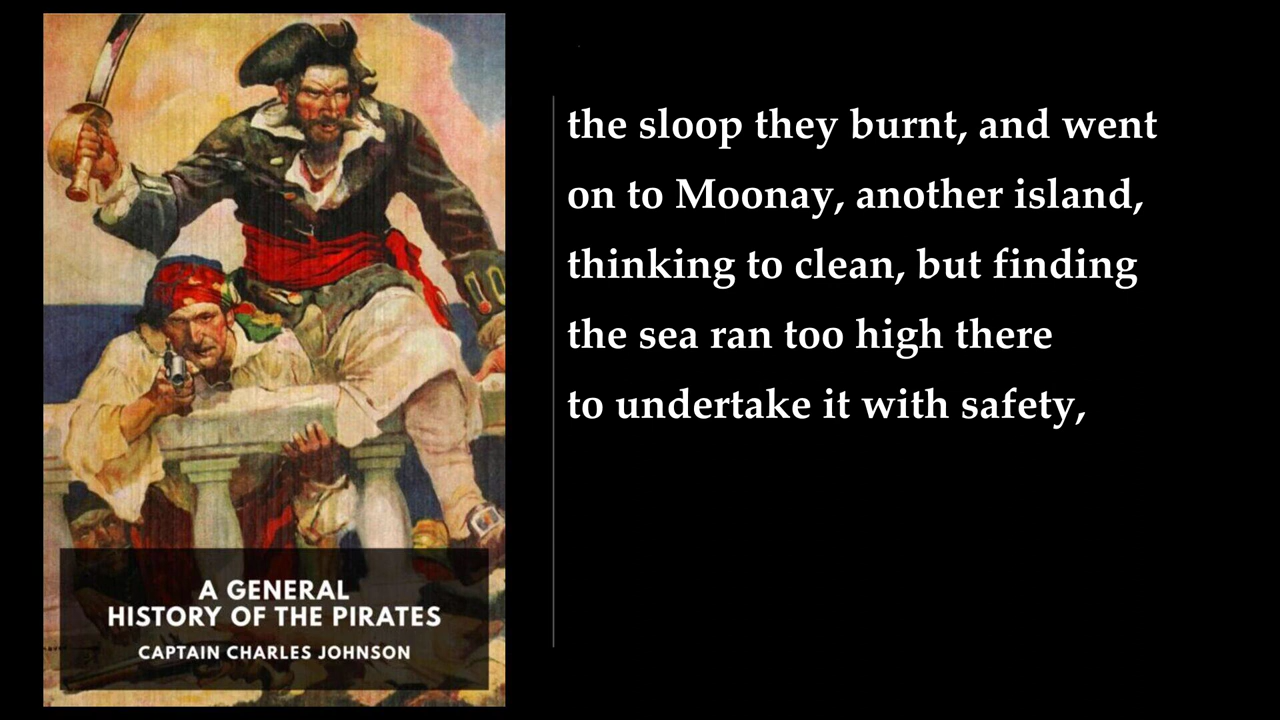 the sloop they burnt, and went
on to Moonay, another island,
thinking to clean, but finding
the sea ran too high there
to undertake it with safety,
A GENERAL
HISTORY OF THE PIRATES
CAPTAIN CHARLES JOHNSON